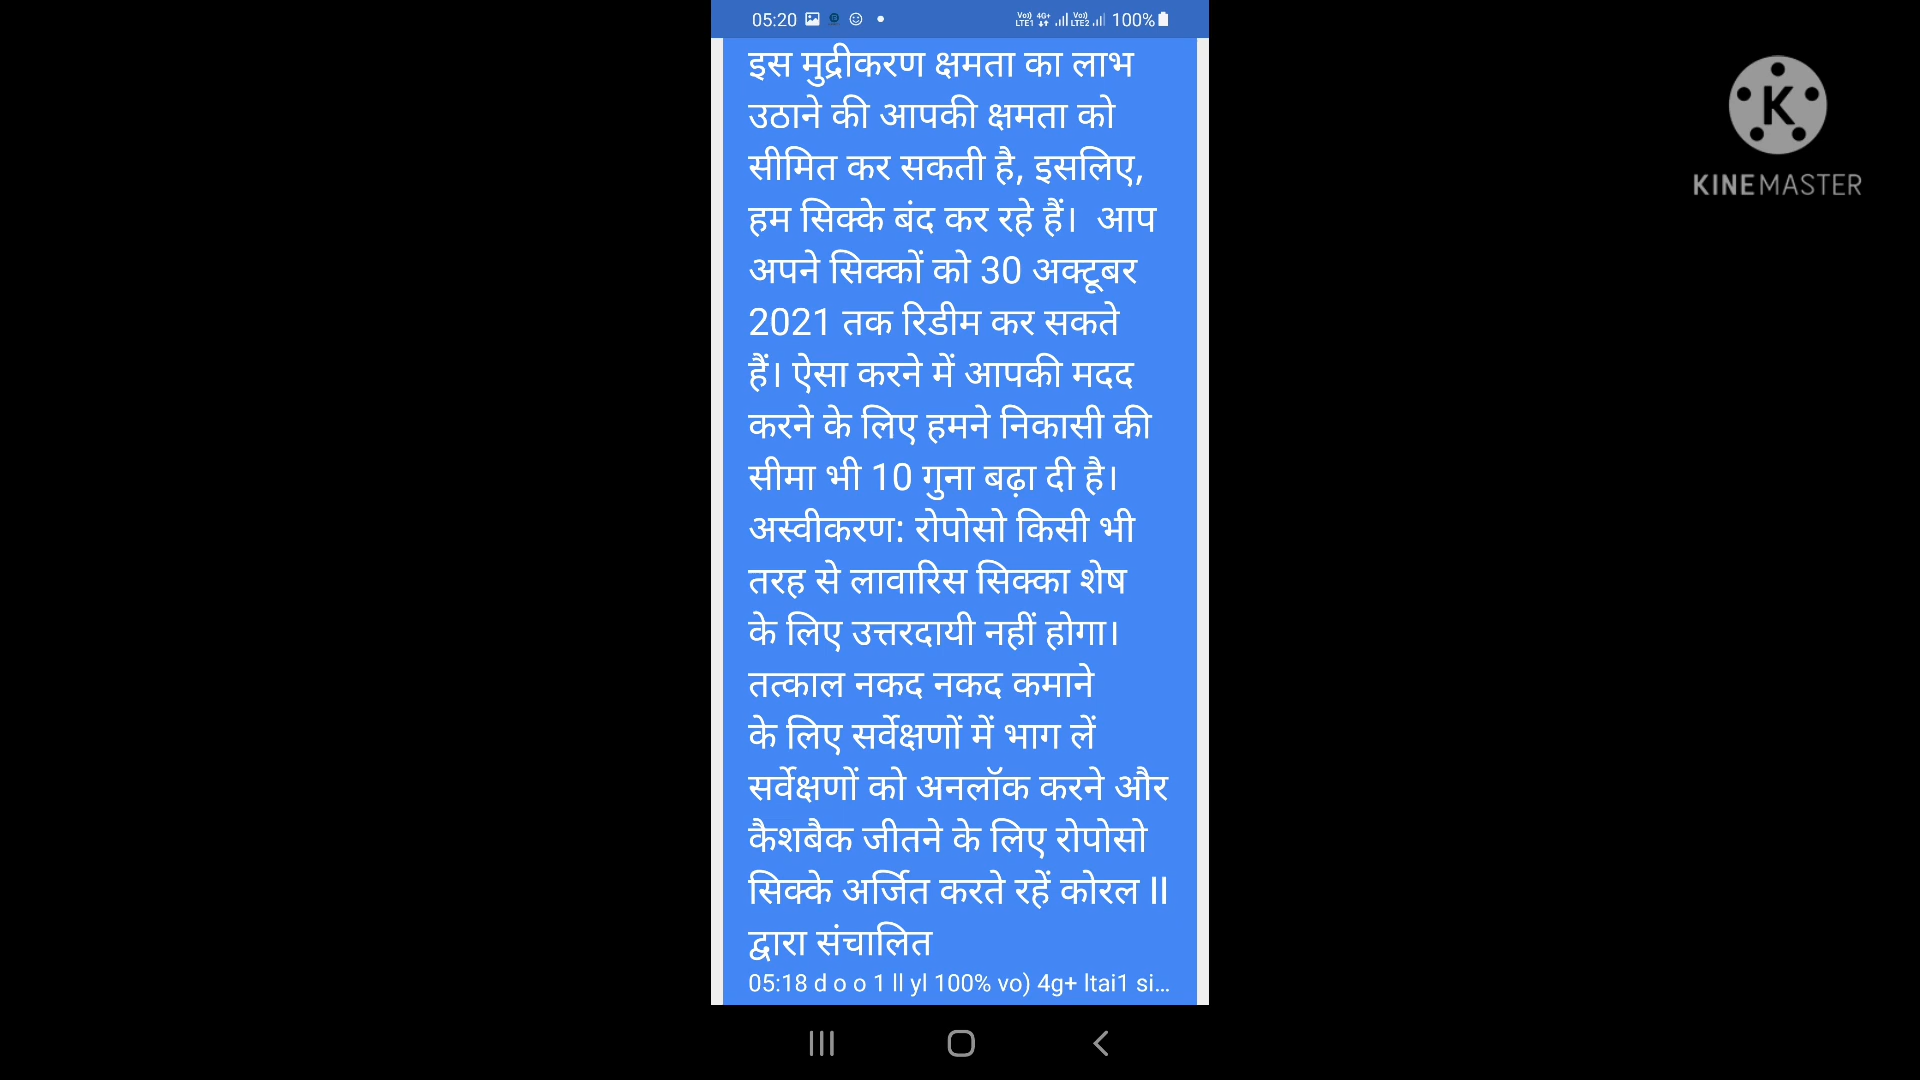 05:20 100%
इस मुद्रीकरण क्षमता का लाभ
उठाने की आपकी क्षमता को
सीमित कर सकती है, इसलिए,
हम सिक्के बंद कर रहे हैं। आप
अपने सिक्कों को 30 अक्टूबर
2021 तक रिडीम कर सकते
हैं। ऐसा करने में आपकी मदद
करने के लिए हमने निकासी की
सीमा भी 10 गुना बढ़ा दी है।
अस्वीकरण: रोपोसो किसी भी
तरह से लावारिस सिक्का शेष
के लिए उत्तरदायी नहीं होगा।
तत्काल नकद नकद कमाने
के लिए सर्वेक्षणों में भाग लें
सर्वेक्षणों को अनलॉक करने और
कैशबैक जीतने के लिए रोपोसो
सिक्के अर्जित करते रहें कोरल ll
द्वारा संचालित
05:18 d o o 1 ll yl 100% vo) 4g+ ltai1 si...
K
KINEMASTER